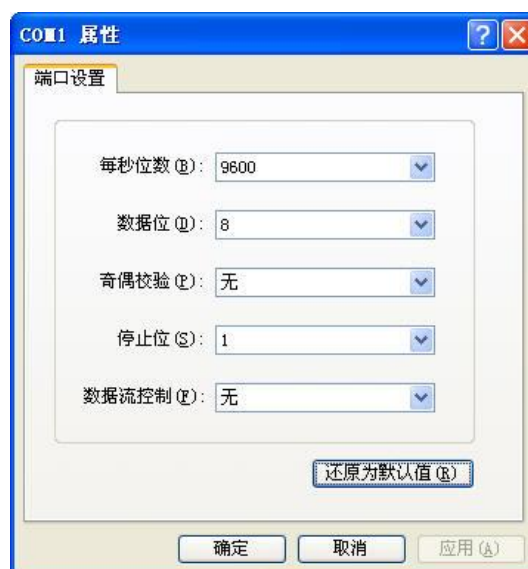 COM1 属性
端口设置
每秒位数(B): 9600
数据位(D): 8
奇偶校验(P): 无
停止位(S): 1
数据流控制(F): 无
还原为默认值(R)
确定 取消 应用(A)